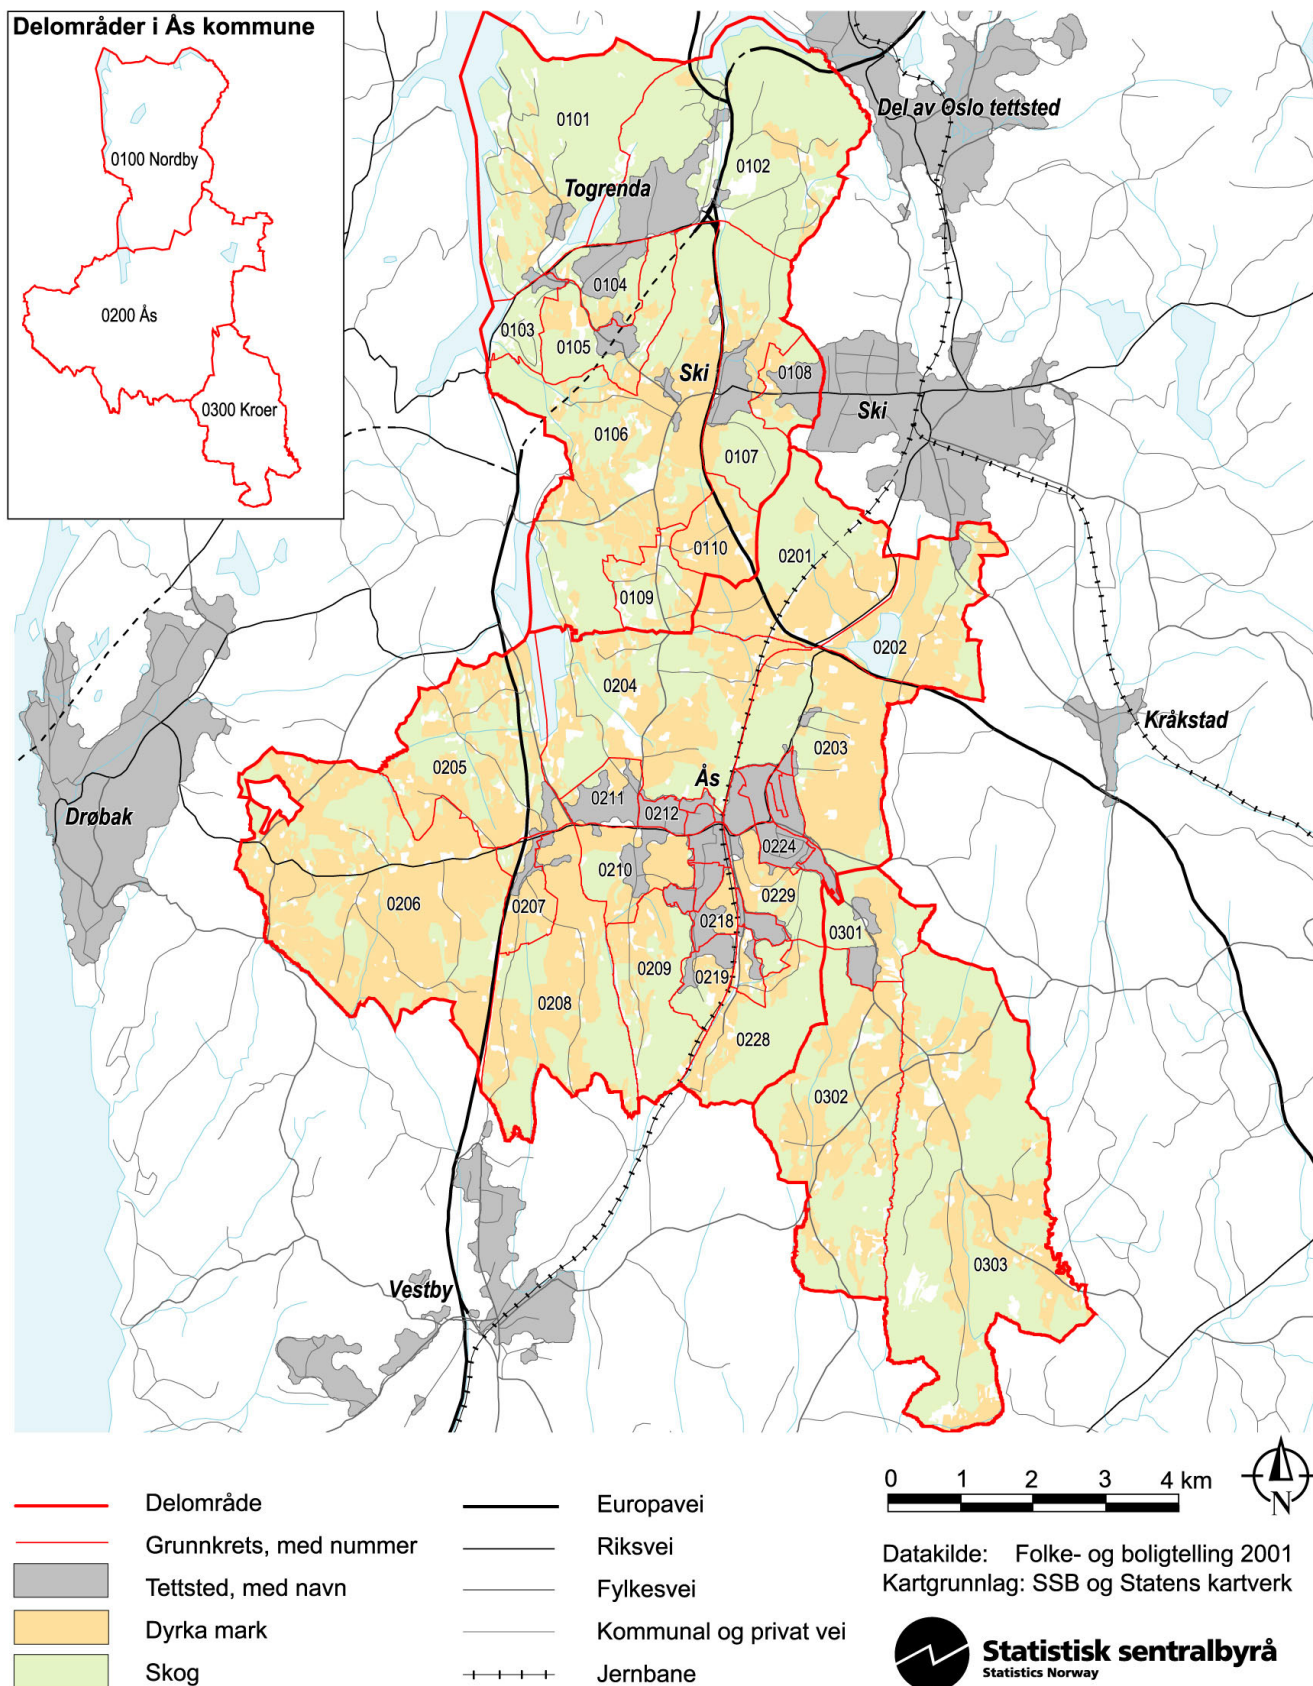 Delområder i Ås kommune
0100 Nordby
0200 Ås
0300 Kroer
Del av Oslo tettsted
0101
0102
Togrenda
0104
0103
0105
Ski
0108
Ski
0106
0107
0110
0201
0109
0202
0204
Kråkstad
0203
0205
Ås
0211
0212
Drøbak
0224
0210
0229
0206
0207
0218
0301
0209
0219
0208
0228
0302
0303
Vestby
Delområde
Grunnkrets, med nummer
Tettsted, med navn
Dyrka mark
Skog
Europavei
Riksvei
Fylkesvei
Kommunal og privat vei
Jernbane
0 1 2 3 4 km
N
Datakilde: Folke- og boligtelling 2001
Kartgrunnlag: SSB og Statens kartverk
Statistisk sentralbyrå
Statistics Norway